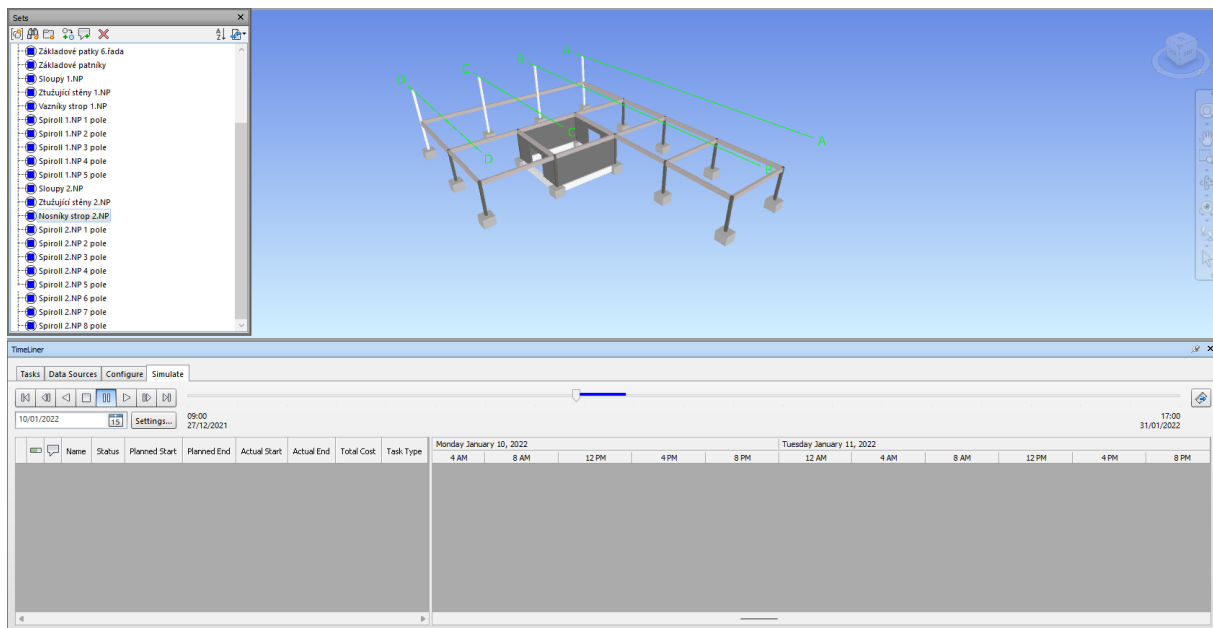 Sets
Základové patky 6.řada
Základové patníky
Sloupy 1.NP
Ztužující stěny 1.NP
Vazníky strop 1.NP
Spiroll 1.NP 1 pole
Spiroll 1.NP 2 pole
Spiroll 1.NP 3 pole
Spiroll 1.NP 4 pole
Spiroll 1.NP 5 pole
Sloupy 2.NP
Ztužující stěny 2.NP
Nosníky strop 2.NP
Spiroll 2.NP 1 pole
Spiroll 2.NP 2 pole
Spiroll 2.NP 3 pole
Spiroll 2.NP 4 pole
Spiroll 2.NP 5 pole
Spiroll 2.NP 6 pole
Spiroll 2.NP 7 pole
Spiroll 2.NP 8 pole
A
B
C
D
A
B
C
D
TimeLiner
Tasks Data Sources Configure Simulate
10/01/2022 15 Settings... 09:00
27/12/2021
17:00
31/01/2022
Name Status Planned Start Planned End Actual Start Actual End Total Cost Task Type
Monday January 10, 2022 Tuesday January 11, 2022
4 AM 8 AM 12 PM 4 PM 8 PM 12 AM 4 AM 8 AM 12 PM 4 PM 8 PM